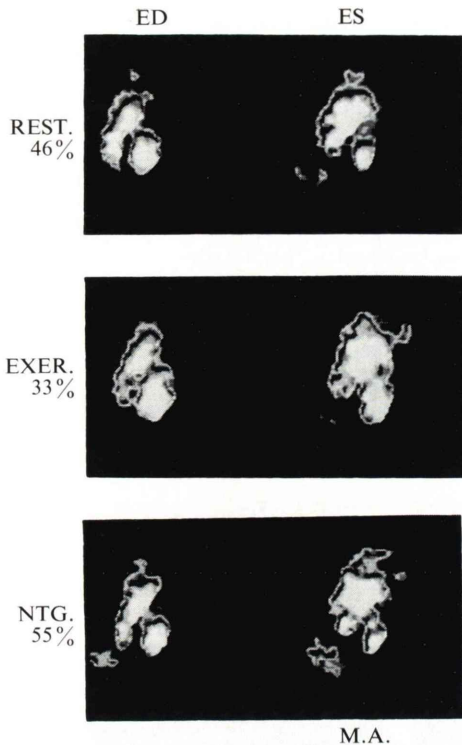 ED ES
REST.
46%
EXER.
33%
NTG.
55%
M.A.